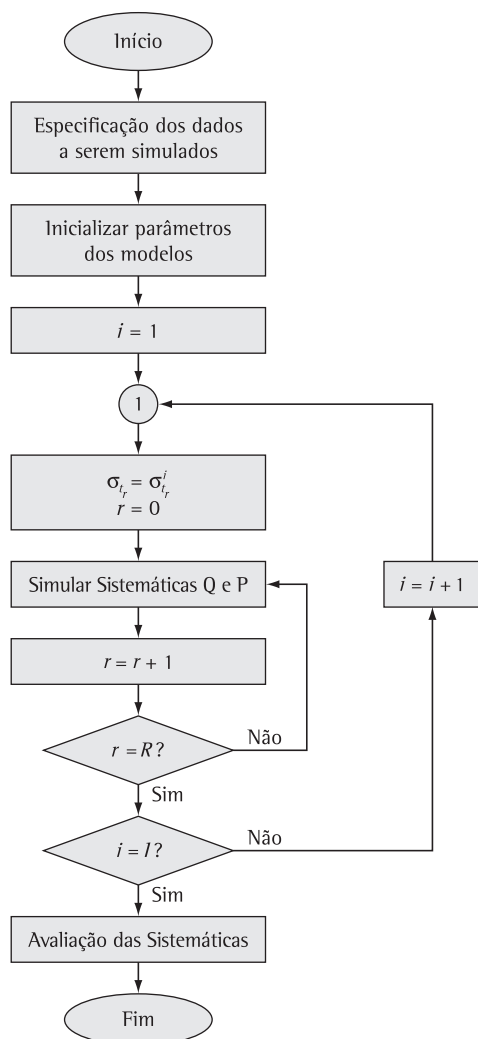 Início
Especificação dos dados
a serem simulados
Inicializar parâmetros
dos modelos
i = 1
1
σ_{t_r} = σ_{t_r}^i
r = 0
Simular Sistemáticas Q e P
i = i + 1
r = r + 1
r = R?
Não
Sim
i = I?
Não
Sim
Avaliação das Sistemáticas
Fim